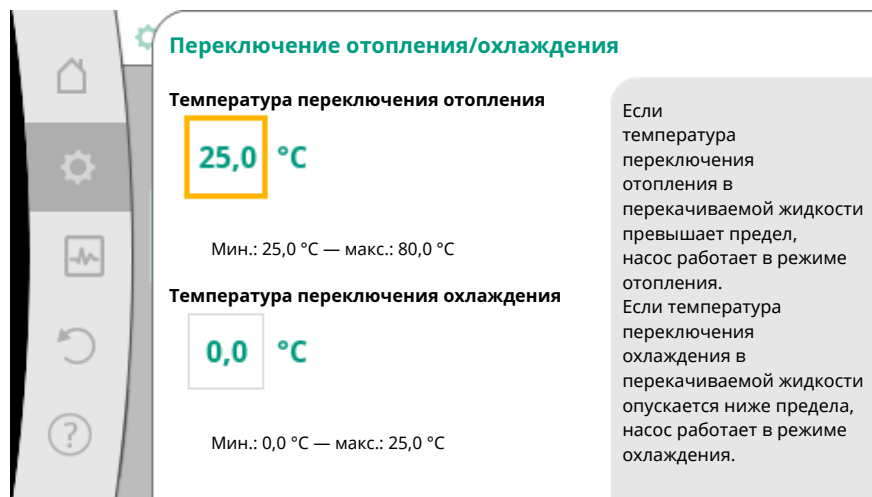 Переключение отопления/охлаждения
Температура переключения отопления
25,0 °C
Мин.: 25,0 °C — макс.: 80,0 °C
Температура переключения охлаждения
0,0 °C
Мин.: 0,0 °C — макс.: 25,0 °C
Если
температура
переключения
отопления в
перекачиваемой жидкости
превышает предел,
насос работает в режиме
отопления.
Если температура
переключения
охлаждения в
перекачиваемой жидкости
опускается ниже предела,
насос работает в режиме
охлаждения.
?